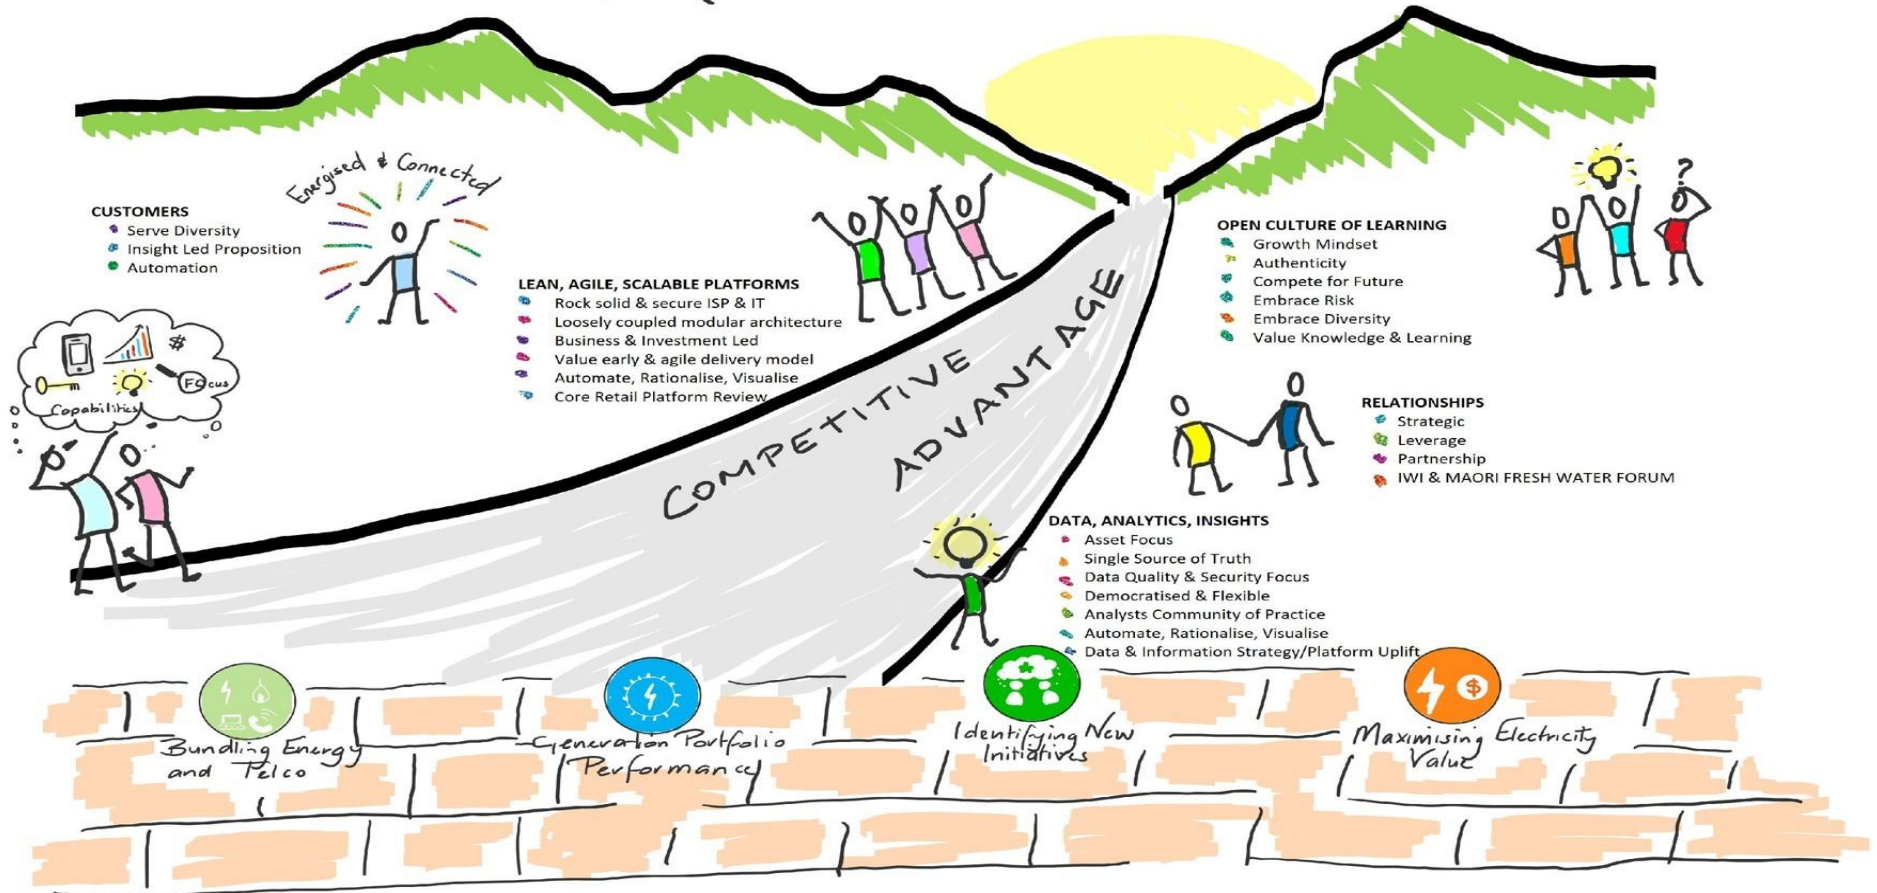 Energised & Connected
CUSTOMERS
Serve Diversity
Insight Led Proposition
Automation
LEAN, AGILE, SCALABLE PLATFORMS
Rock solid & secure ISP & IT
Loosely coupled modular architecture
Business & Investment Led
Value early & agile delivery model
Automate, Rationalise, Visualise
Core Retail Platform Review
$
FOcus
Capabilities
COMPETITIVE
ADVANTAGE
?
OPEN CULTURE OF LEARNING
Growth Mindset
Authenticity
Compete for Future
Embrace Risk
Embrace Diversity
Value Knowledge & Learning
RELATIONSHIPS
Strategic
Leverage
Partnership
IWI & MAORI FRESH WATER FORUM
DATA, ANALYTICS, INSIGHTS
Asset Focus
Single Source of Truth
Data Quality & Security Focus
Democratised & Flexible
Analysts Community of Practice
Automate, Rationalise, Visualise
Data & Information Strategy/Platform Uplift
Bundling Energy
and Telco
Generation Portfolio
Performance
Identifying New
Initiatives
$
Maximising Electricity
Value